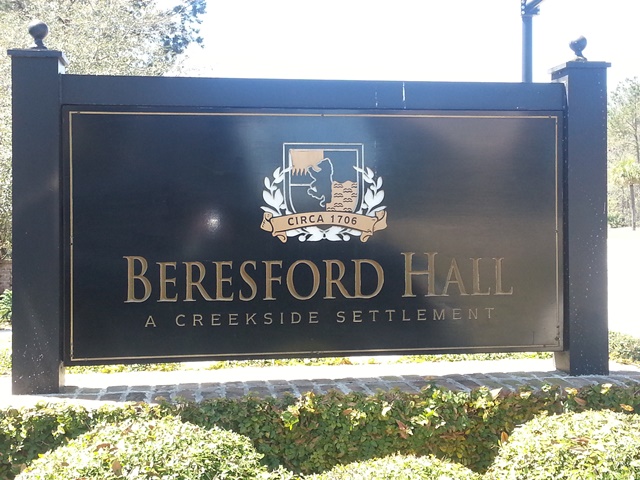 CIRCA 1706
BERESFORD HALL
A CREEKSIDE SETTLEMENT